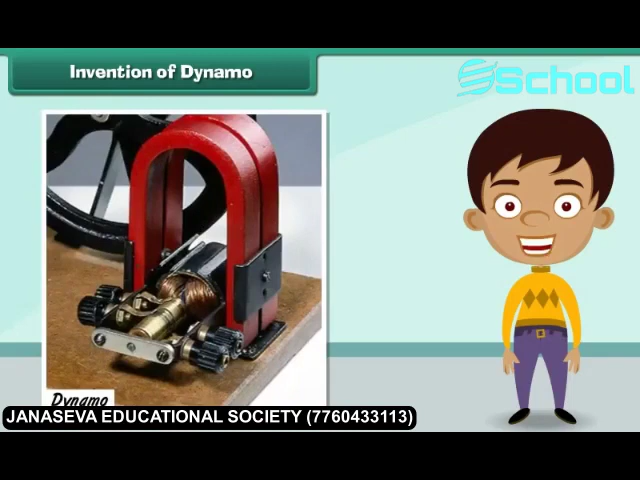 Invention of Dynamo
School
Dynamo
JANASEVA EDUCATIONAL SOCIETY (7760433113)